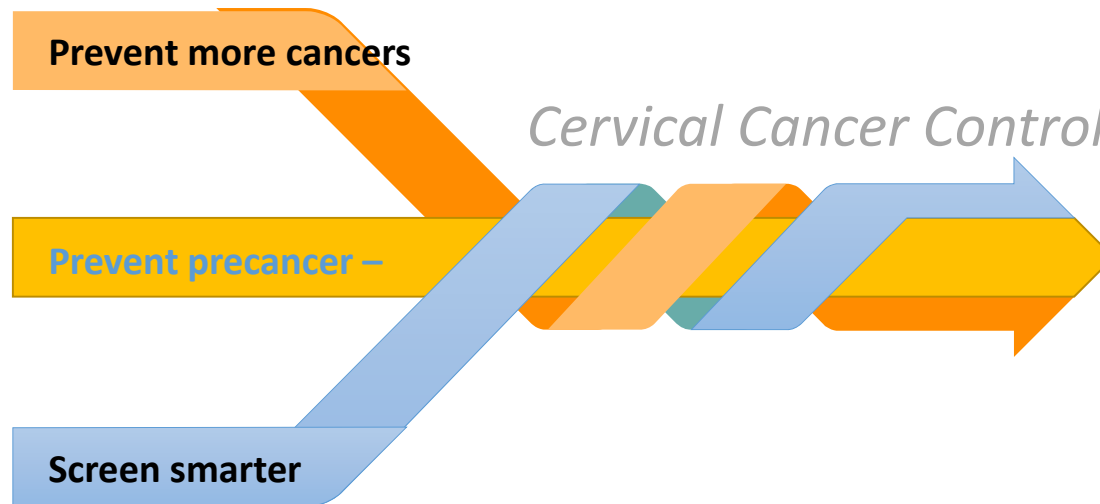 Prevent more cancers
Cervical Cancer Control
Prevent precancer –
Screen smarter